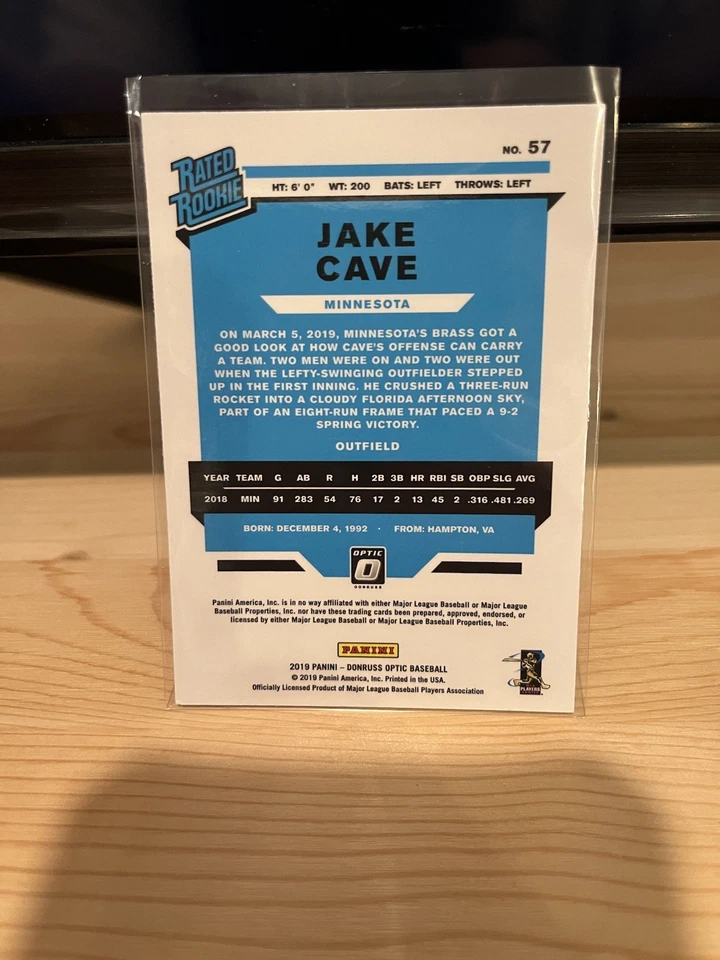 NO. 57
RATED
ROOKIE
HT: 6' 0" WT: 200 BATS: LEFT THROWS: LEFT
JAKE
CAVE
MINNESOTA
ON MARCH 5, 2019, MINNESOTA'S BRASS GOT A
GOOD LOOK AT HOW CAVE'S OFFENSE CAN CARRY
A TEAM. TWO MEN WERE ON AND TWO WERE OUT
WHEN THE LEFTY-SWINGING OUTFIELDER STEPPED
UP IN THE FIRST INNING. HE CRUSHED A THREE-RUN
ROCKET INTO A CLOUDY FLORIDA AFTERNOON SKY,
PART OF AN EIGHT-RUN FRAME THAT PACED A 9-2
SPRING VICTORY.
OUTFIELD
YEAR TEAM G AB R H 2B 3B HR RBI SB OBP SLG AVG
2018 MIN 91 283 54 76 17 2 13 45 2 .316 .481 .269
BORN: DECEMBER 4, 1992 · FROM: HAMPTON, VA
OPTIC
O
DONRUSS
Panini America, Inc. is in no way affiliated with either Major League Baseball or Major League
Baseball Properties, Inc. nor have these trading cards been prepared, approved, endorsed, or
licensed by either Major League Baseball or Major League Baseball Properties, Inc.
PANINI
2019 PANINI – DONRUSS OPTIC BASEBALL
© 2019 Panini America, Inc. Printed in the USA.
Officially Licensed Product of Major League Baseball Players Association
PLAYERS